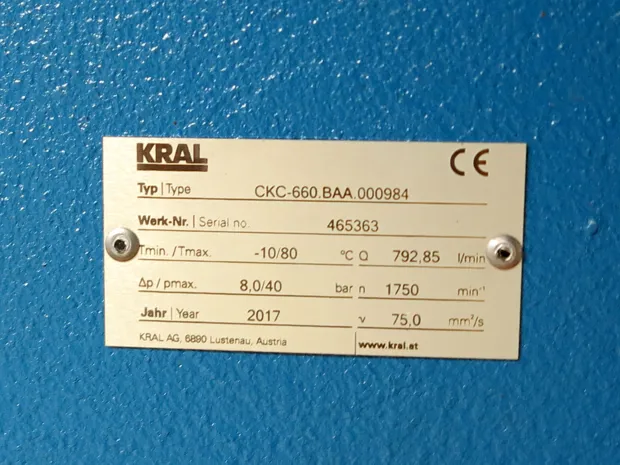 KRAL CE
Typ | Type CKC-660.BAA.000984
Werk-Nr. | Serial no. 465363
Tmin. / Tmax. -10/80 °C Q 792,85 l/min
Δp / pmax. 8,0/40 bar n 1750 min⁻¹
Jahr | Year 2017 ν 75,0 mm²/s
KRAL AG, 6890 Lustenau, Austria www.kral.at